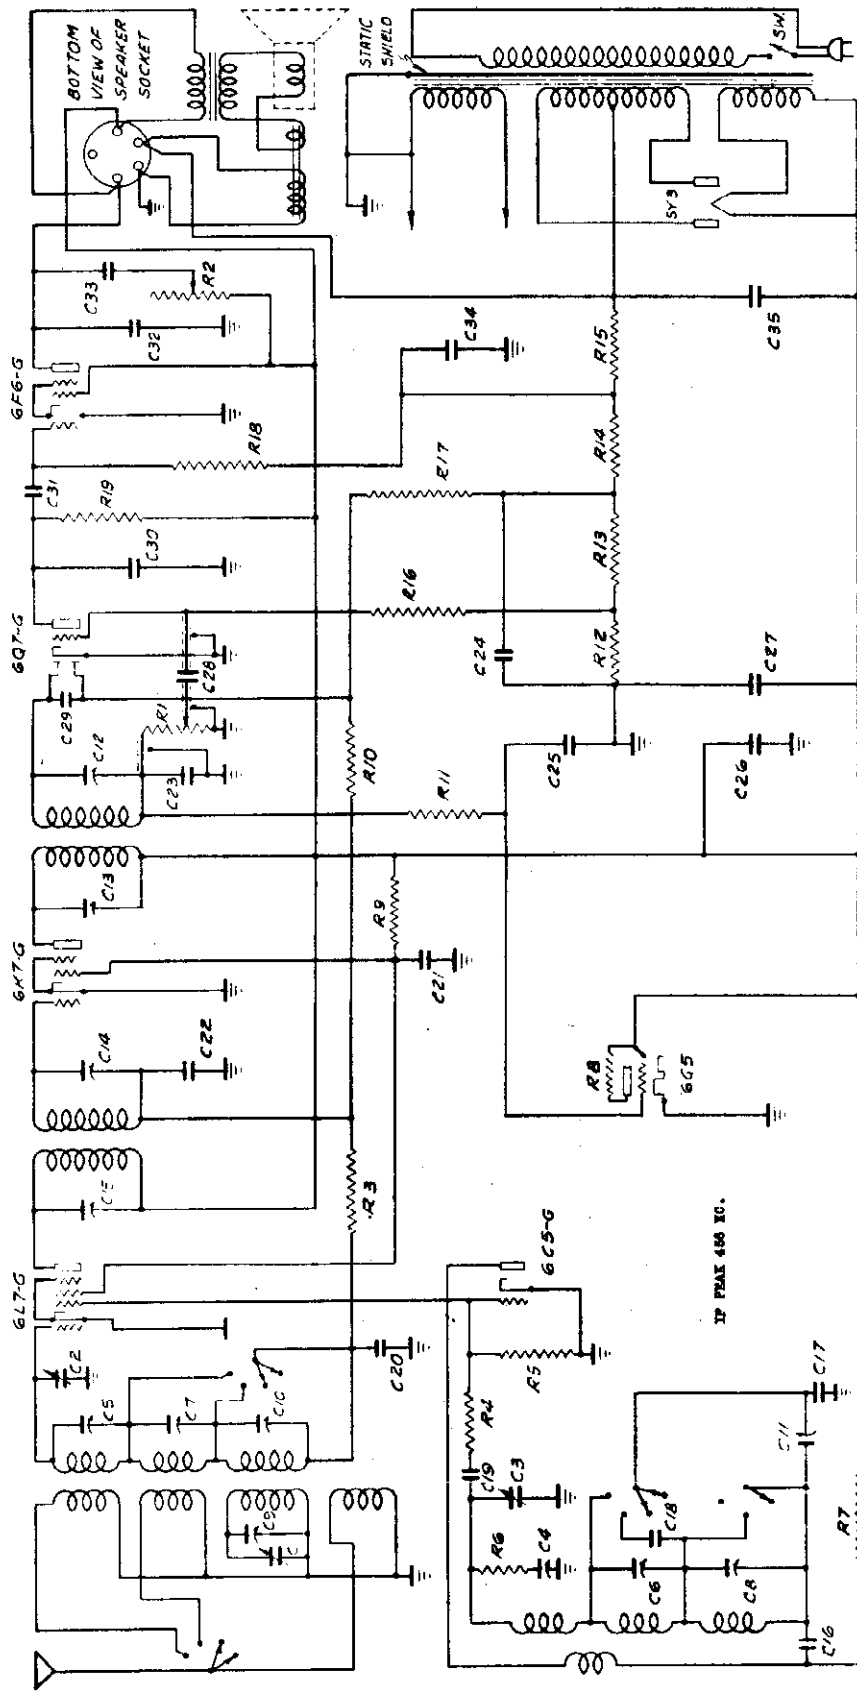 BOTTOM
VIEW OF
SPEAKER
SOCKET
STATIC
SHIELD
SW.
5Y3
6F6-G
C33
R2
C32
C34
R15
C35
R18
R14
C31
R19
R17
C30
R13
R16
6Q7-G
C24
R12
C27
C28
C29
R1
C12
R10
C25
C23
C26
R11
C13
R9
6K7-G
C21
C14
C22
R8
6G5
R3
6L7-G
6C5-G
IF PEAK 456 KC.
C2
C5
C7
C10
C20
R5
R4
C17
C19
C3
C11
C9
R6
C4
C18
C6
C8
R7
C16